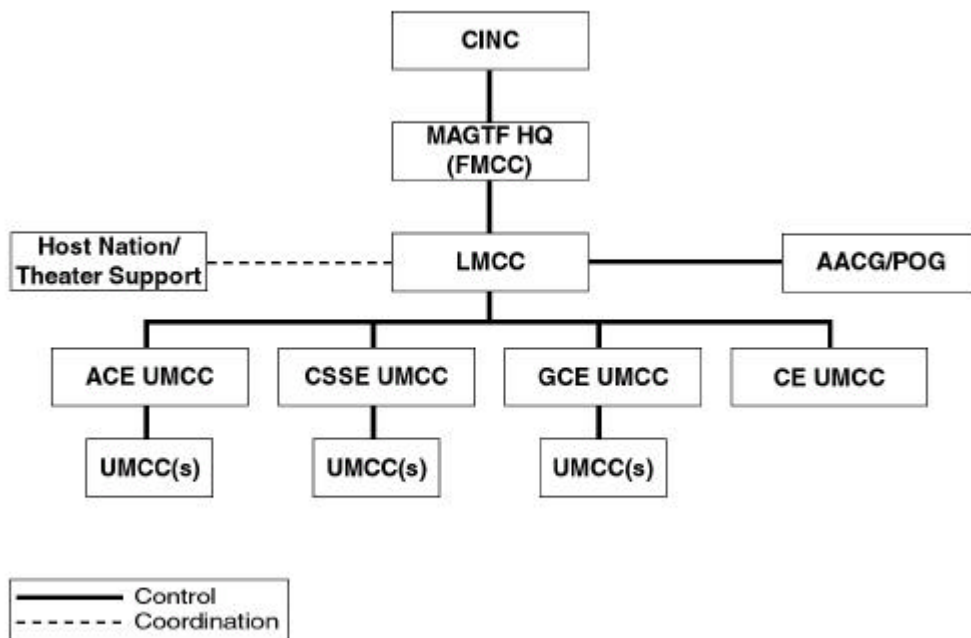 CINC
MAGTF HQ
(FMCC)
Host Nation/
Theater Support
LMCC
AACG/POG
ACE UMCC
CSSE UMCC
GCE UMCC
CE UMCC
UMCC(s)
UMCC(s)
UMCC(s)
Control
Coordination